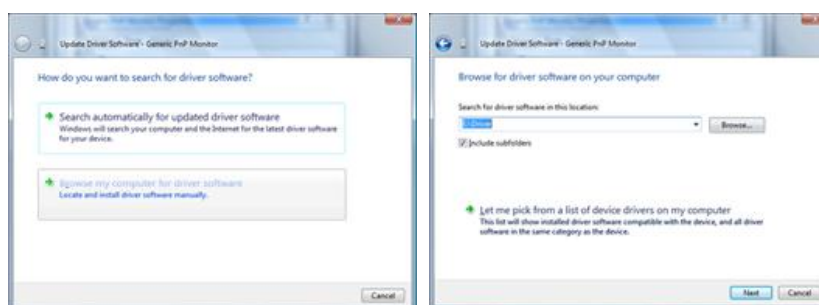 Update Driver Software - Generic PnP Monitor
How do you want to search for driver software?
Search automatically for updated driver software
Windows will search your computer and the Internet for the latest driver software
for your device.
Browse my computer for driver software
Locate and install driver software manually.
Cancel
Update Driver Software - Generic PnP Monitor
Browse for driver software on your computer
Search for driver software in this location:
Browse...
Include subfolders
Let me pick from a list of device drivers on my computer
This list will show installed driver software compatible with the device, and all driver
software in the same category as the device.
Next Cancel